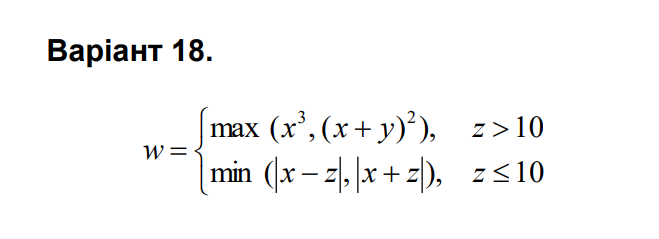 Варіант 18.
w = { max (x³, (x + y)²), z > 10
min (|x − z|, |x + z|), z ≤ 10